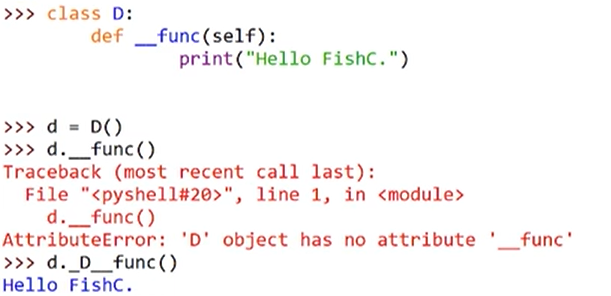 >>> class D:
        def __func(self):
                print("Hello FishC.")
>>> d = D()
>>> d.__func()
Traceback (most recent call last):
  File "<pyshell#20>", line 1, in <module>
    d.__func()
AttributeError: 'D' object has no attribute '__func'
>>> d._D__func()
Hello FishC.